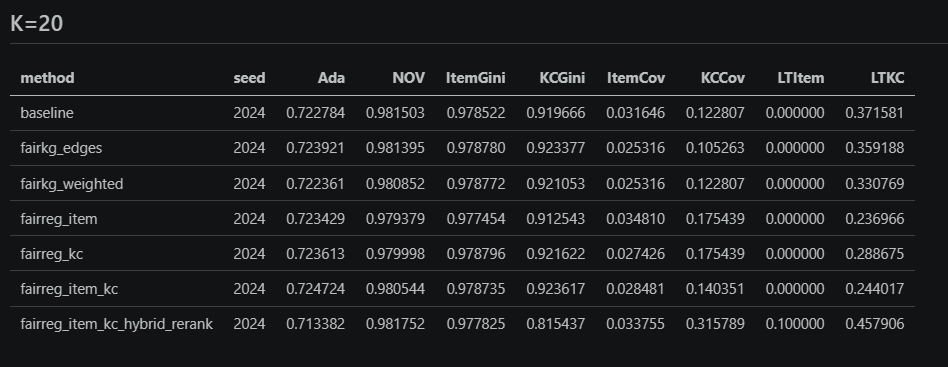 K=20
method seed Ada NOV ItemGini KCGini ItemCov KCCov LTItem LTKC
baseline 2024 0.722784 0.981503 0.978522 0.919666 0.031646 0.122807 0.000000 0.371581
fairkg_edges 2024 0.723921 0.981395 0.978780 0.923377 0.025316 0.105263 0.000000 0.359188
fairkg_weighted 2024 0.722361 0.980852 0.978772 0.921053 0.025316 0.122807 0.000000 0.330769
fairreg_item 2024 0.723429 0.979379 0.977454 0.912543 0.034810 0.175439 0.000000 0.236966
fairreg_kc 2024 0.723613 0.979998 0.978796 0.921622 0.027426 0.175439 0.000000 0.288675
fairreg_item_kc 2024 0.724724 0.980544 0.978735 0.923617 0.028481 0.140351 0.000000 0.244017
fairreg_item_kc_hybrid_rerank 2024 0.713382 0.981752 0.977825 0.815437 0.033755 0.315789 0.100000 0.457906